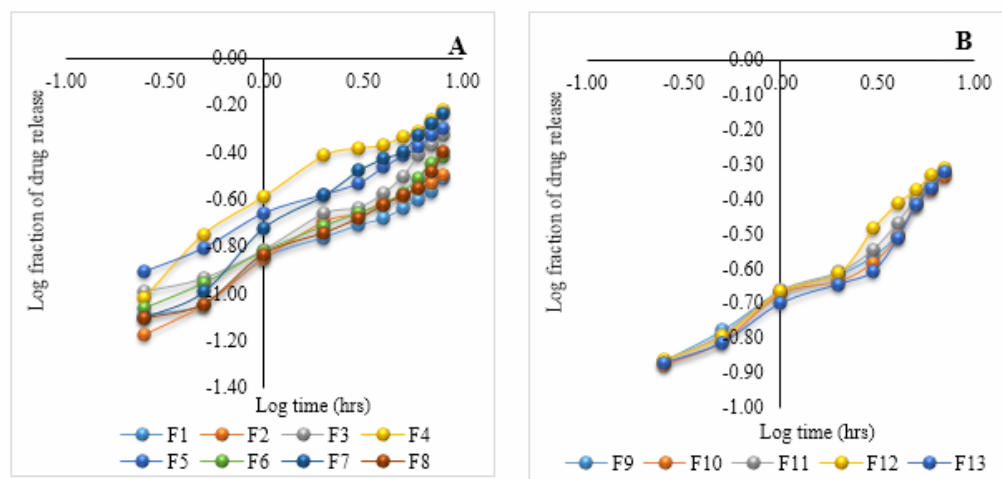 A
0.00
-1.00 -0.50 0.00 0.50 1.00
-0.20
-0.40
-0.60
-0.80
-1.00
-1.20
-1.40
Log fraction of drug release
Log time (hrs)
F1 F2 F3 F4
F5 F6 F7 F8
B
0.00
-1.00 -0.50 0.00 0.50 1.00
-0.10
-0.20
-0.30
-0.40
-0.50
-0.60
-0.70
-0.80
-0.90
-1.00
Log fraction of drug release
Log time (hrs)
F9 F10 F11 F12 F13